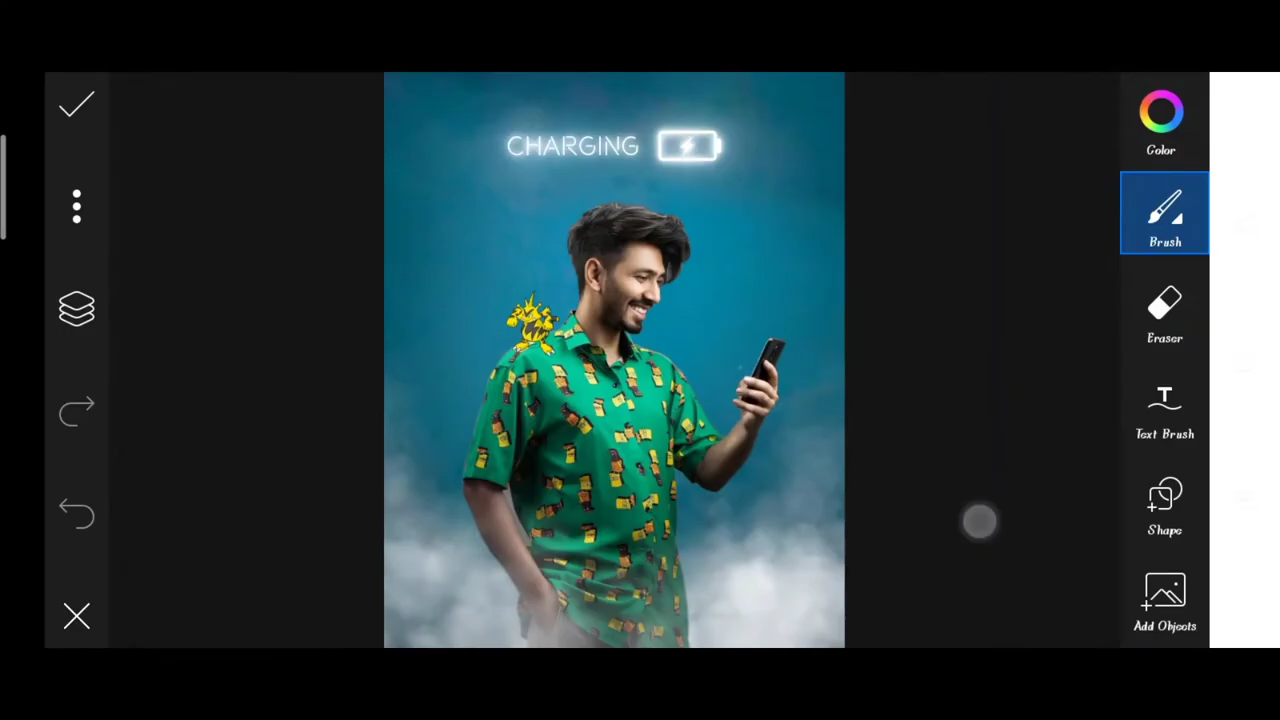 CHARGING
Color
Brush
Eraser
T
Text Brush
Shape
Add Objects